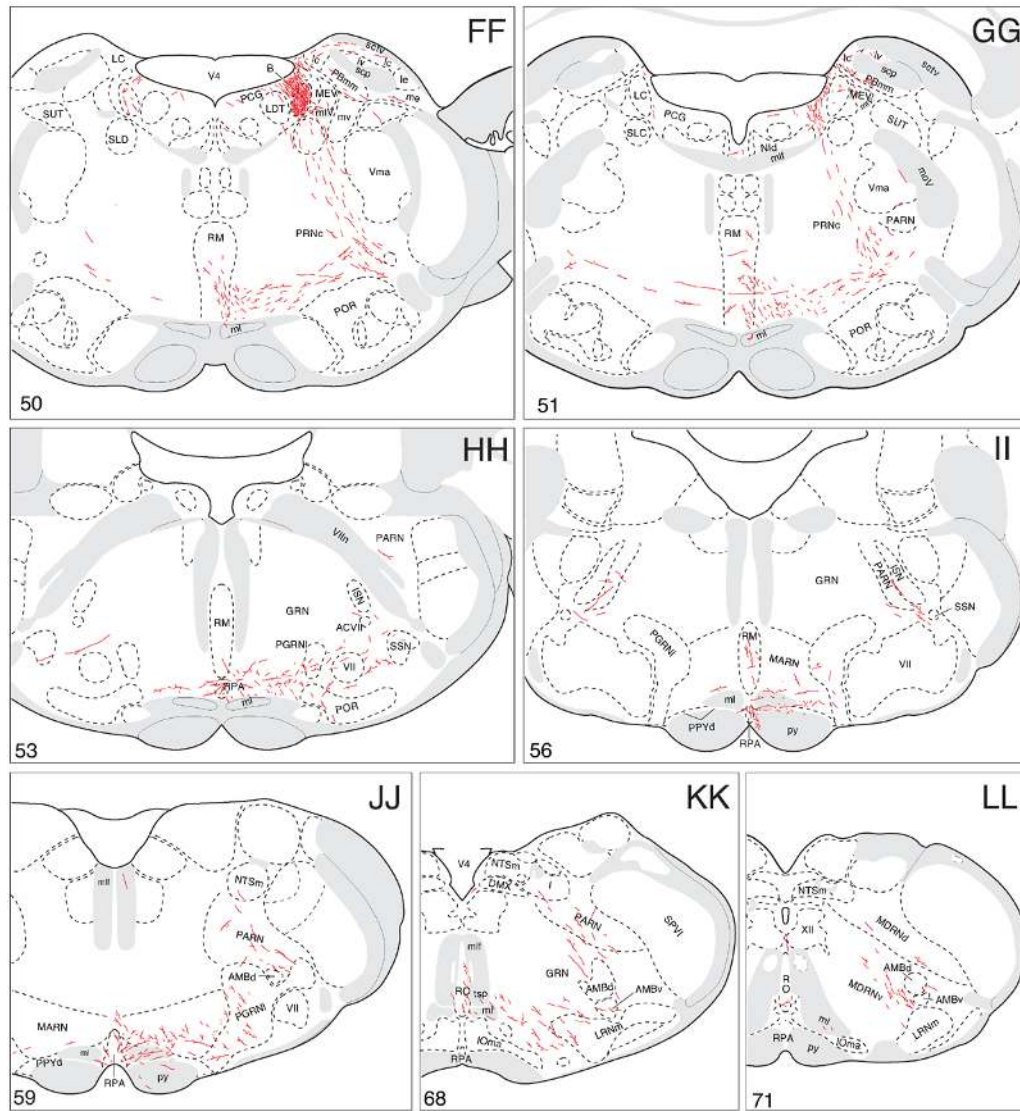 FF
LC
V4
B
lc
lv
scp
sctv
lc
le
PBmm
me
MEV
PCG
LDT
mlV
mv
SUT
SLD
Vma
RM
PRNc
POR
ml
50
GG
lc
lv
scp
sctv
PBmm
MEV
LC
PCG
SLC
SUT
NId
mlf
moV
Vma
PARN
RM
PRNc
POR
ml
51
HH
VIIn
PARN
ISN
GRN
RM
ACVII
PGRNl
SSN
VII
RPA
ml
POR
53
II
ISN
PARN
GRN
SSN
PGRNl
RM
MARN
VII
ml
PPYd
RPA
py
56
JJ
mlf
NTSm
PARN
AMBd
VII
PGRNl
MARN
ml
PPYd
RPA
py
59
KK
V4
NTSm
DMX
PARN
SPVI
mlf
GRN
RO
tsp
AMBd
AMBv
ml
LRNm
IOma
RPA
68
LL
NTSm
XII
MDRNd
AMBd
RO
MDRNv
AMBv
ml
LRNm
IOma
RPA
py
71